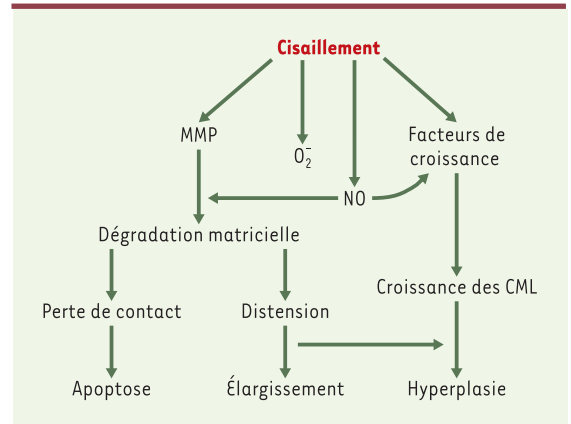 Cisaillement
MMP
O₂⁻
Facteurs de
croissance
NO
Dégradation matricielle
Croissance des CML
Perte de contact
Distension
Apoptose
Élargissement
Hyperplasie